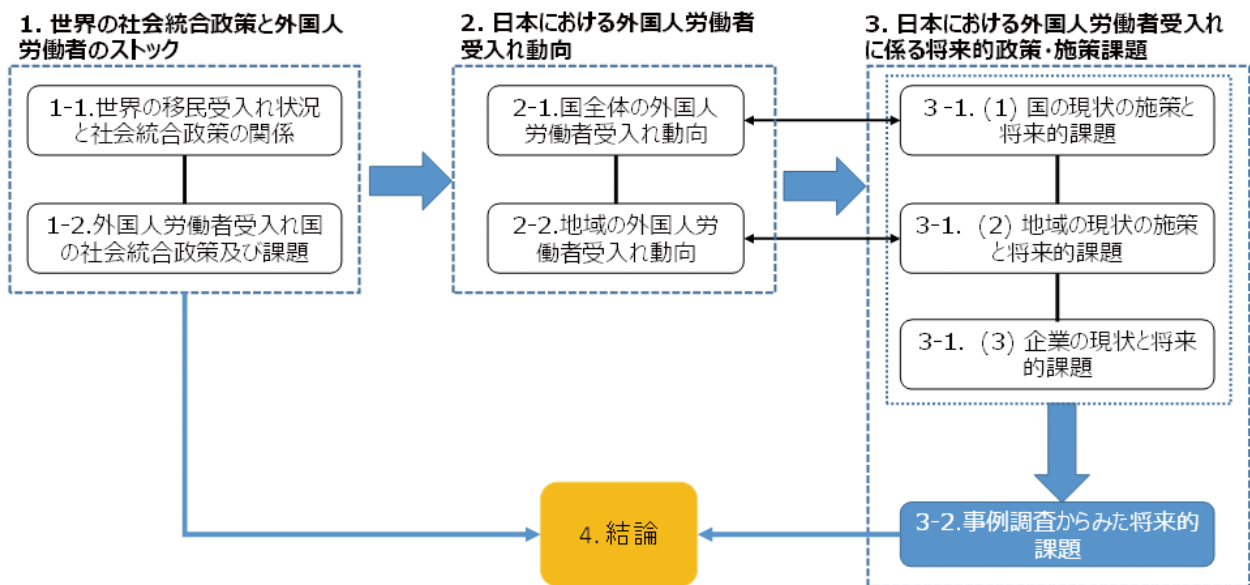 1. 世界の社会統合政策と外国人
労働者のストック
1-1.世界の移民受入れ状況
と社会統合政策の関係
1-2.外国人労働者受入れ国
の社会統合政策及び課題
2. 日本における外国人労働者
受入れ動向
2-1.国全体の外国人
労働者受入れ動向
2-2.地域の外国人労
働者受入れ動向
3. 日本における外国人労働者受入れ
に係る将来的政策・施策課題
3-1. (1) 国の現状の施策と
将来的課題
3-1. (2) 地域の現状の施策
と将来的課題
3-1. (3) 企業の現状と将来
的課題
3-2.事例調査からみた将来的
課題
4. 結論